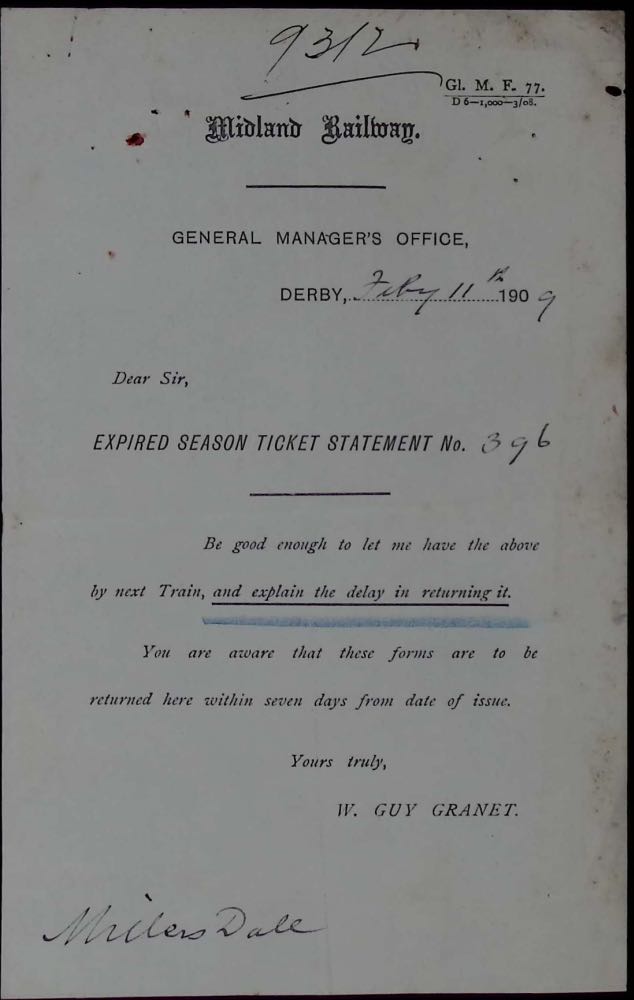 9312
Gl. M. F. 77.
D 6—1,000—3/08.
Midland Railway.
GENERAL MANAGER'S OFFICE,
DERBY, Feby 11th 1909
Dear Sir,
EXPIRED SEASON TICKET STATEMENT No. 396
Be good enough to let me have the above
by next Train, and explain the delay in returning it.
You are aware that these forms are to be
returned here within seven days from date of issue.
Yours truly,
W. GUY GRANET.
Millers Dale